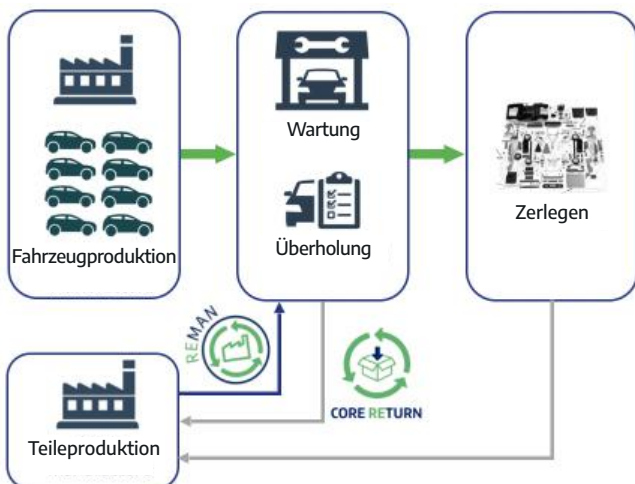 Wartung
Zerlegen
Fahrzeugproduktion
Überholung
REMAN
CORE RETURN
Teileproduktion